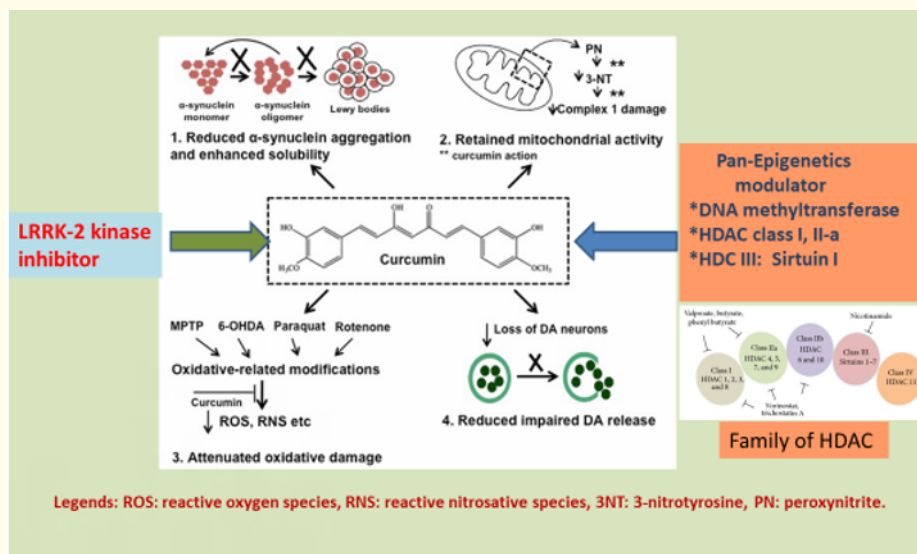 α-synuclein
monomer
α-synuclein
oligomer
Lewy bodies
1. Reduced α-synuclein aggregation
and enhanced solubility
PN
**
3-NT
**
Complex 1 damage
2. Retained mitochondrial activity
** curcumin action
LRRK-2 kinase
inhibitor
OH
O
HO
OH
H₃CO
OCH₃
Curcumin
Pan-Epigenetics
modulator
*DNA methyltransferase
*HDAC class I, II-a
*HDC III: Sirtuin I
MPTP
6-OHDA
Paraquat
Rotenone
Oxidative-related modifications
Curcumin
ROS, RNS etc
3. Attenuated oxidative damage
Loss of DA neurons
X
4. Reduced impaired DA release
Valproate, butyrate,
phenyl butyrate
Nicotinamide
Class I
HDAC 1, 2, 3,
and 8
Class IIa
HDAC 4, 5,
7, and 9
Class IIb
HDAC
6 and 10
Class III
Sirtuins 1–7
Class IV
HDAC 11
Vorinostat,
trichostatin A
Family of HDAC
Legends: ROS: reactive oxygen species, RNS: reactive nitrosative species, 3NT: 3-nitrotyrosine, PN: peroxynitrite.